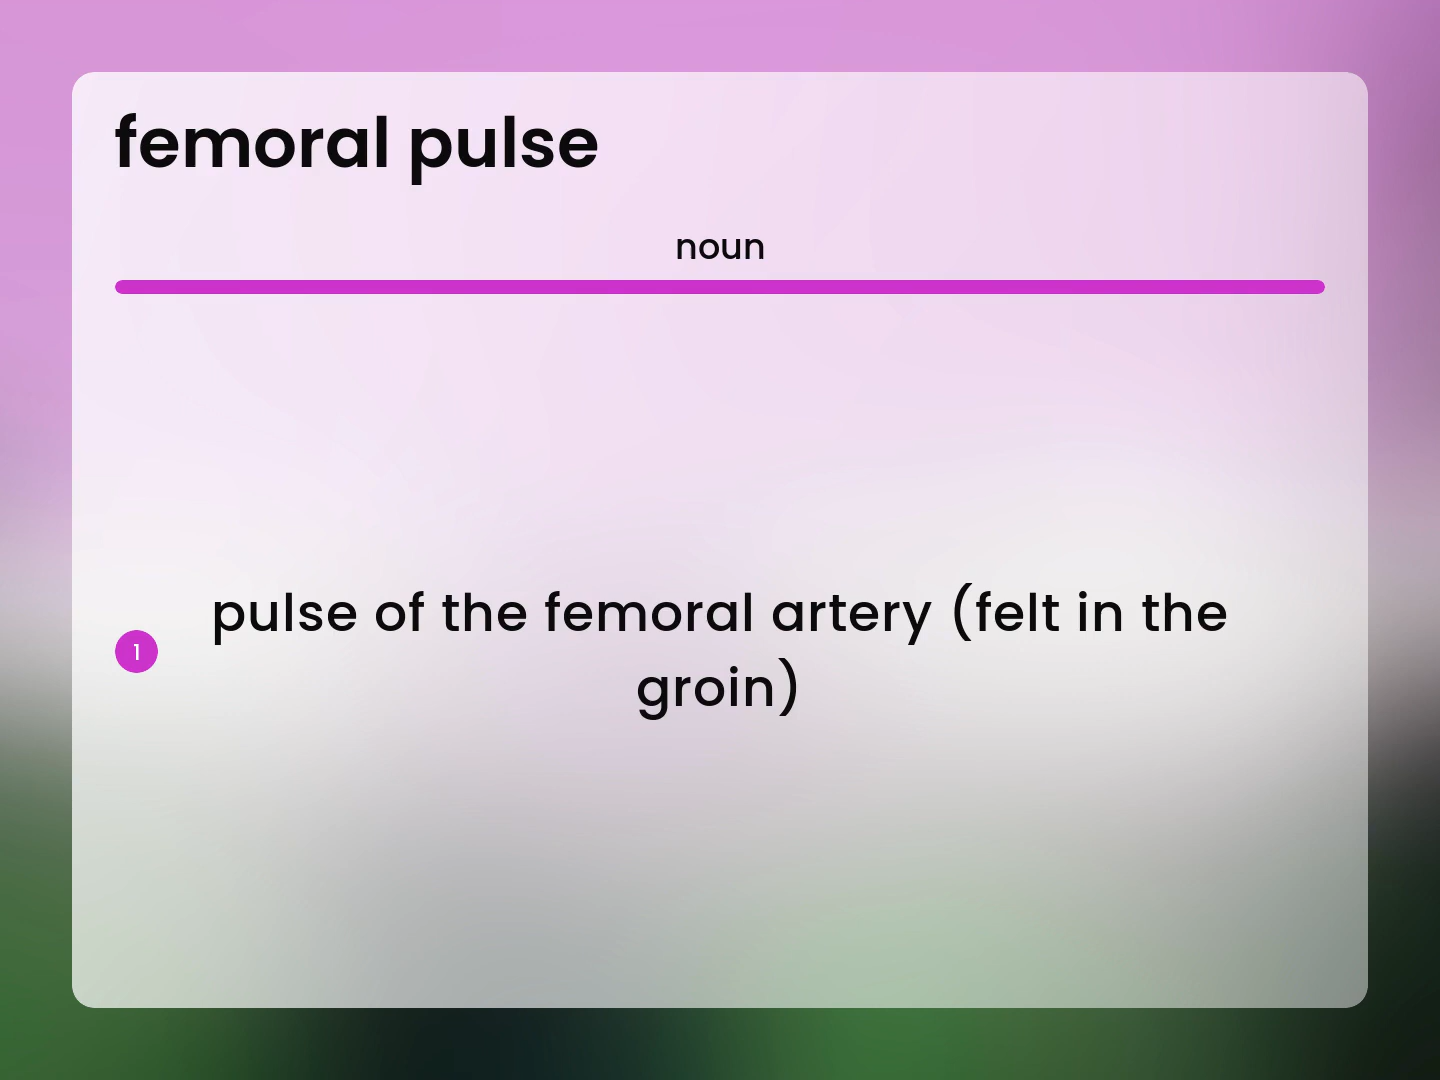 femoral pulse
noun
1
pulse of the femoral artery (felt in the
groin)